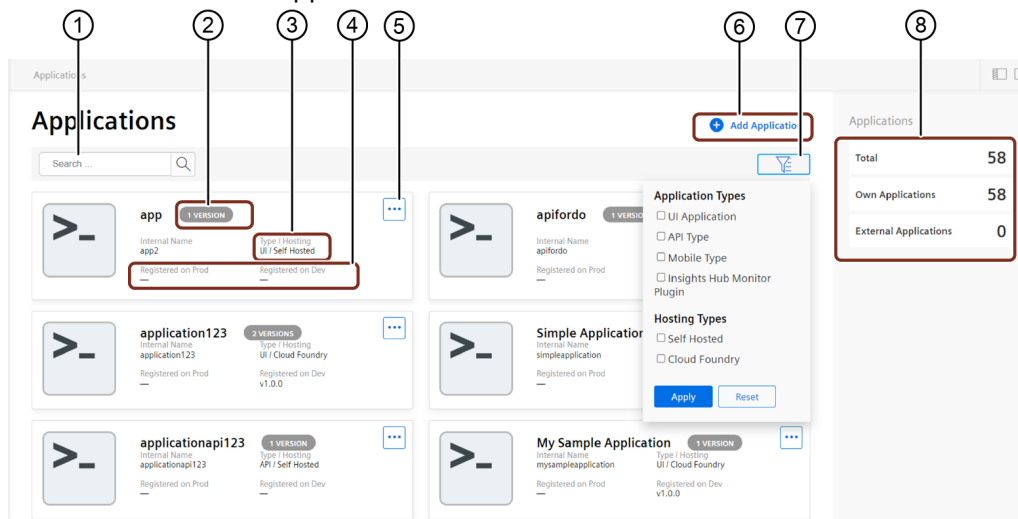 1 2 3 4 5 6 7 8
Applications
Applications
Add Application
Search ...
app 1 VERSION
Internal Name
app2
Type / Hosting
UI / Self Hosted
Registered on Prod
—
Registered on Dev
—
apifordo
Internal Name
apifordo
Registered on Prod
—
application123 2 VERSIONS
Internal Name
application123
Type / Hosting
UI / Cloud Foundry
Registered on Prod
—
Registered on Dev
v1.0.0
Simple Application
Internal Name
simpleapplication
Registered on Prod
—
applicationapi123 1 VERSION
Internal Name
applicationapi123
Type / Hosting
API / Self Hosted
Registered on Prod
—
Registered on Dev
—
My Sample Application 1 VERSION
Internal Name
mysampleapplication
Type / Hosting
UI / Cloud Foundry
Registered on Prod
—
Registered on Dev
v1.0.0
Application Types
UI Application
API Type
Mobile Type
Insights Hub Monitor
Plugin
Hosting Types
Self Hosted
Cloud Foundry
Apply Reset
Applications
Total 58
Own Applications 58
External Applications 0